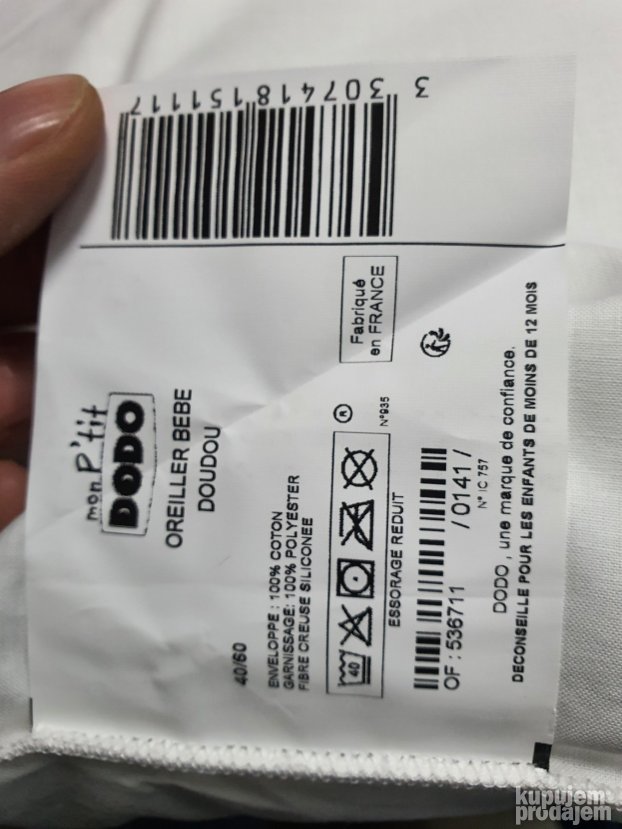 mon P'tit
DODO
OREILLER BEBE
DOUDOU
40/60
ENVELOPPE : 100% COTON
GARNISSAGE: 100% POLYESTER
FIBRE CREUSE SILICONEE
40
®
N°935
ESSORAGE REDUIT
Fabriqué
en FRANCE
OF : 536711 / 0141 /
N° IC 757
DODO , une marque de confiance.
DECONSEILLE POUR LES ENFANTS DE MOINS DE 12 MOIS
3 307418 151117
kupujem
prodajem